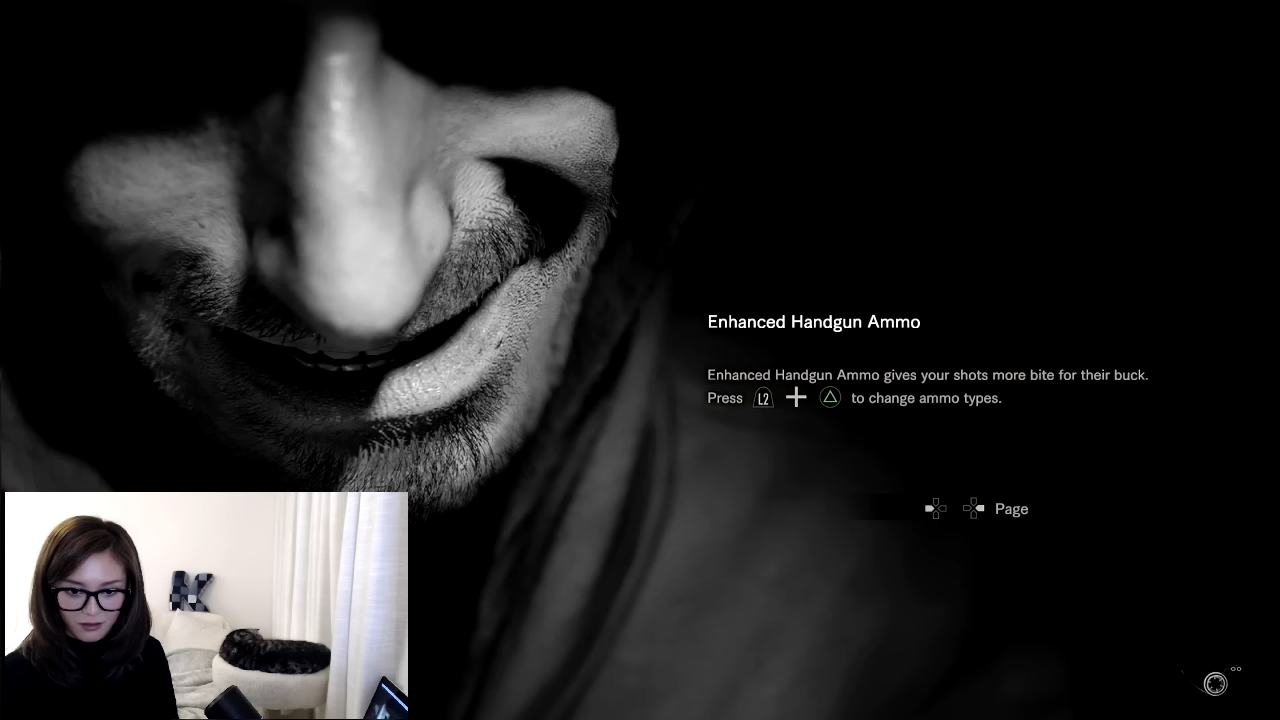 Enhanced Handgun Ammo
Enhanced Handgun Ammo gives your shots more bite for their buck.
Press L2 + △ to change ammo types.
Page
K